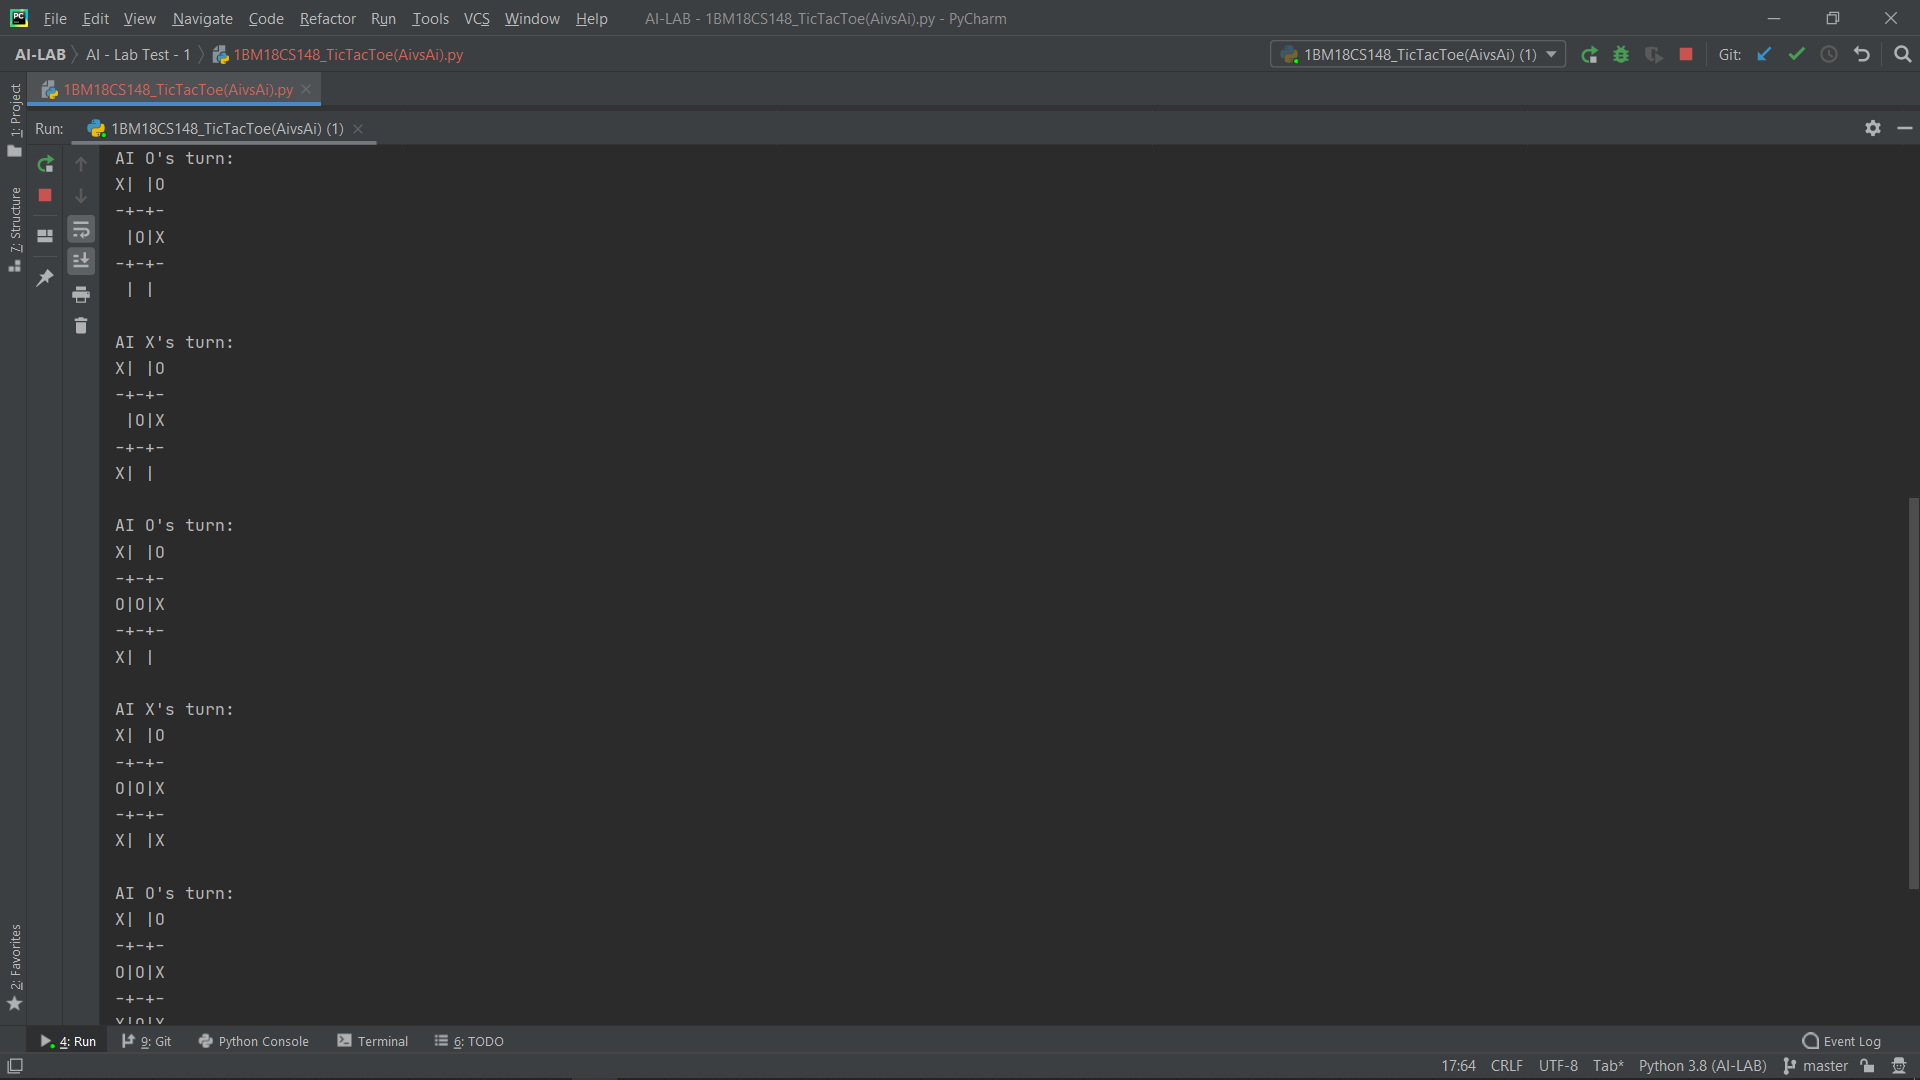 File Edit View Navigate Code Refactor Run Tools VCS Window Help AI-LAB - 1BM18CS148_TicTacToe(AivsAi).py - PyCharm
AI-LAB AI - Lab Test - 1 1BM18CS148_TicTacToe(AivsAi).py 1BM18CS148_TicTacToe(AivsAi) (1) Git:
1BM18CS148_TicTacToe(AivsAi).py
Run: 1BM18CS148_TicTacToe(AivsAi) (1)
1: Project
7: Structure
2: Favorites
AI O's turn:
X| |O
-+-+-
 |O|X
-+-+-
 | |
AI X's turn:
X| |O
-+-+-
 |O|X
-+-+-
X| |
AI O's turn:
X| |O
-+-+-
O|O|X
-+-+-
X| |
AI X's turn:
X| |O
-+-+-
O|O|X
-+-+-
X| |X
AI O's turn:
X| |O
-+-+-
O|O|X
-+-+-
X|O|X
4: Run 9: Git Python Console Terminal 6: TODO Event Log
17:64 CRLF UTF-8 Tab* Python 3.8 (AI-LAB) master